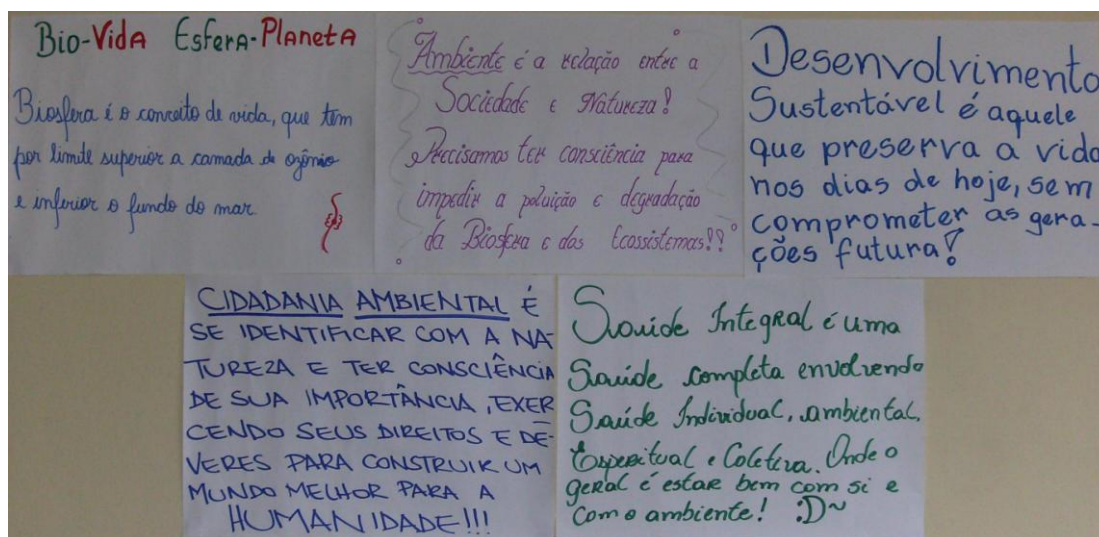 Bio-Vida Esfera-Planeta
Biosfera é o conceito de vida, que tem
por limite superior a camada de ozônio
e inferior o fundo do mar.
Ambiente é a relação entre a
Sociedade e Natureza!
Precisamos ter consciência para
impedir a poluição e degradação
da Biosfera e dos Ecossistemas!!
Desenvolvimento
Sustentável é aquele
que preserva a vida
nos dias de hoje, sem
comprometer as gera-
ções futura!
CIDADANIA AMBIENTAL É
SE IDENTIFICAR COM A NA-
TUREZA E TER CONSCIÊNCIA
DE SUA IMPORTÂNCIA, EXER
CENDO SEUS DIREITOS E DE-
VERES PARA CONSTRUIR UM
MUNDO MELHOR PARA A
HUMANIDADE!!!
Saúide Integral é uma
Saúide completa envolvendo
Saúide Individual, ambiental,
Esperitual e Coletiva. Onde o
geral é estar bem com si e
com o ambiente! :D~